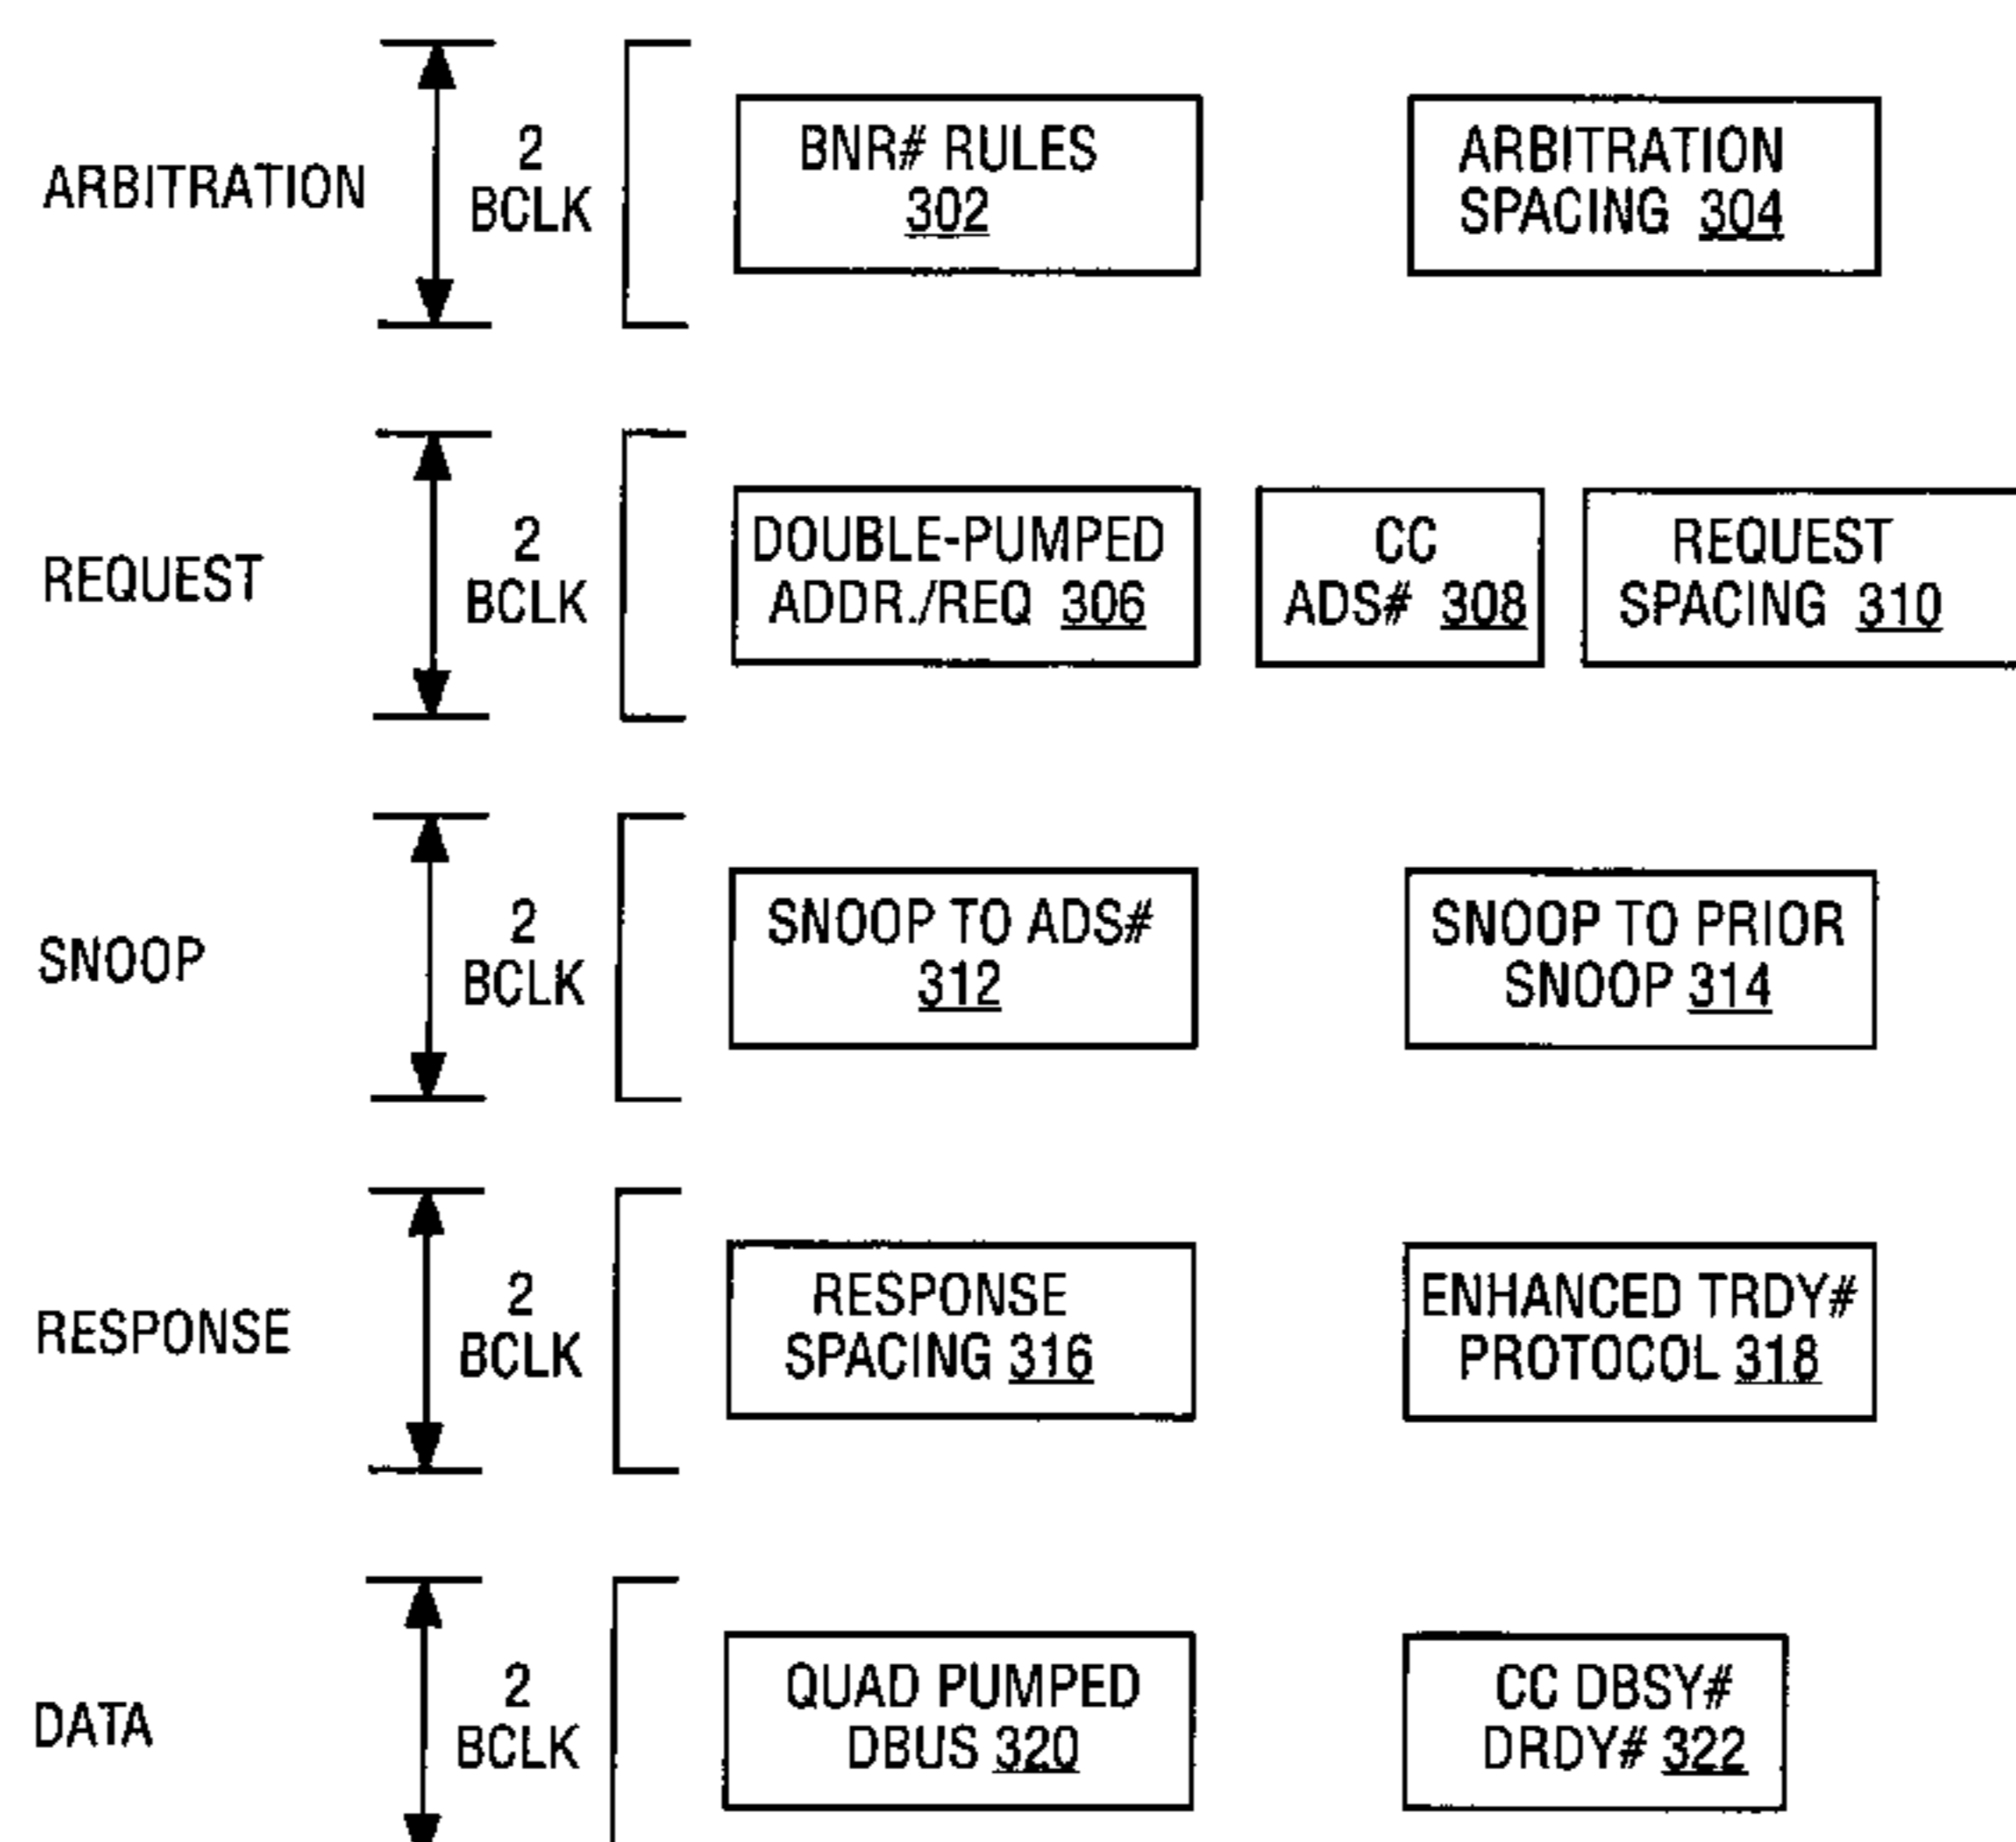 ARBITRATION
2
BCLK
BNR# RULES
302
ARBITRATION
SPACING 304
REQUEST
2
BCLK
DOUBLE-PUMPED
ADDR./REQ 306
CC
ADS# 308
REQUEST
SPACING 310
SNOOP
2
BCLK
SNOOP TO ADS#
312
SNOOP TO PRIOR
SNOOP 314
RESPONSE
2
BCLK
RESPONSE
SPACING 316
ENHANCED TRDY#
PROTOCOL 318
DATA
2
BCLK
QUAD PUMPED
DBUS 320
CC DBSY#
DRDY# 322